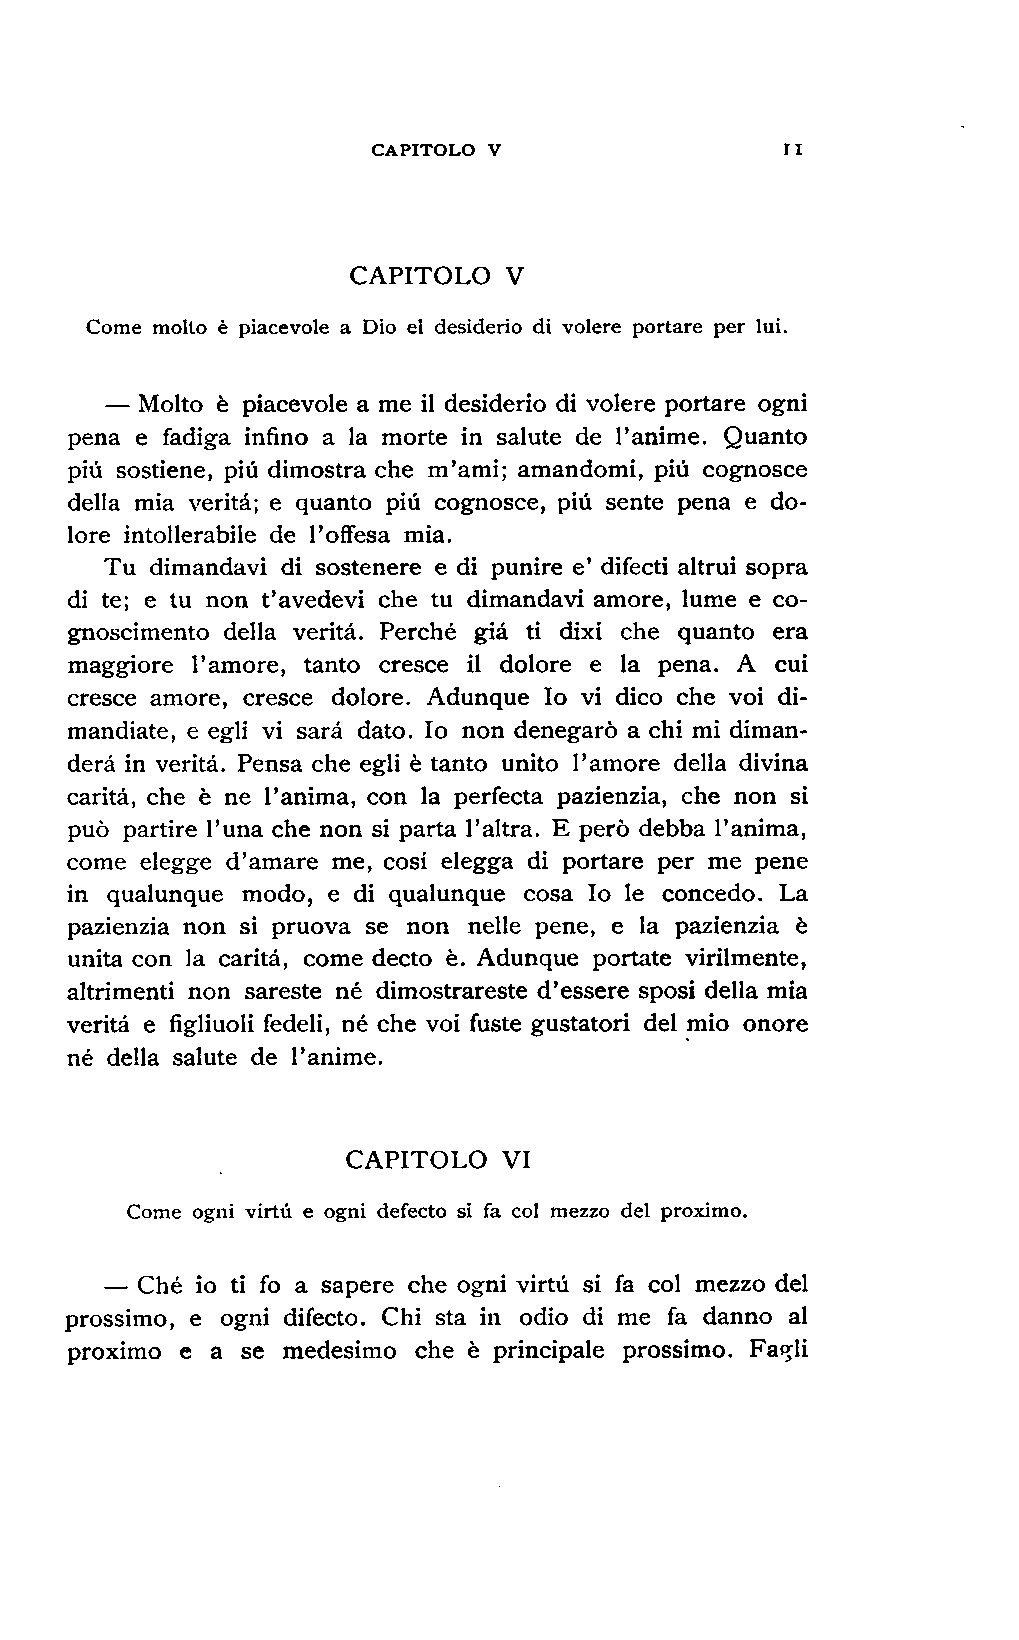 CAPITOLO V 11
CAPITOLO V
Come molto è piacevole a Dio el desiderio di volere portare per lui.
— Molto è piacevole a me il desiderio di volere portare ogni
pena e fadiga infino a la morte in salute de l'anime. Quanto
piú sostiene, piú dimostra che m'ami; amandomi, piú cognosce
della mia veritá; e quanto piú cognosce, piú sente pena e do-
lore intollerabile de l'offesa mia.
Tu dimandavi di sostenere e di punire e' difecti altrui sopra
di te; e tu non t'avedevi che tu dimandavi amore, lume e co-
gnoscimento della veritá. Perché giá ti dixi che quanto era
maggiore l'amore, tanto cresce il dolore e la pena. A cui
cresce amore, cresce dolore. Adunque Io vi dico che voi di-
mandiate, e egli vi sará dato. Io non denegarò a chi mi diman-
derá in veritá. Pensa che egli è tanto unito l'amore della divina
caritá, che è ne l'anima, con la perfecta pazienzia, che non si
può partire l'una che non si parta l'altra. E però debba l'anima,
come elegge d'amare me, cosí elegga di portare per me pene
in qualunque modo, e di qualunque cosa Io le concedo. La
pazienzia non si pruova se non nelle pene, e la pazienzia è
unita con la caritá, come decto è. Adunque portate virilmente,
altrimenti non sareste né dimostrareste d'essere sposi della mia
veritá e figliuoli fedeli, né che voi fuste gustatori del mio onore
né della salute de l'anime.
CAPITOLO VI
Come ogni virtú e ogni defecto si fa col mezzo del proximo.
— Ché io ti fo a sapere che ogni virtú si fa col mezzo del
prossimo, e ogni difecto. Chi sta in odio di me fa danno al
proximo e a se medesimo che è principale prossimo. Fagli